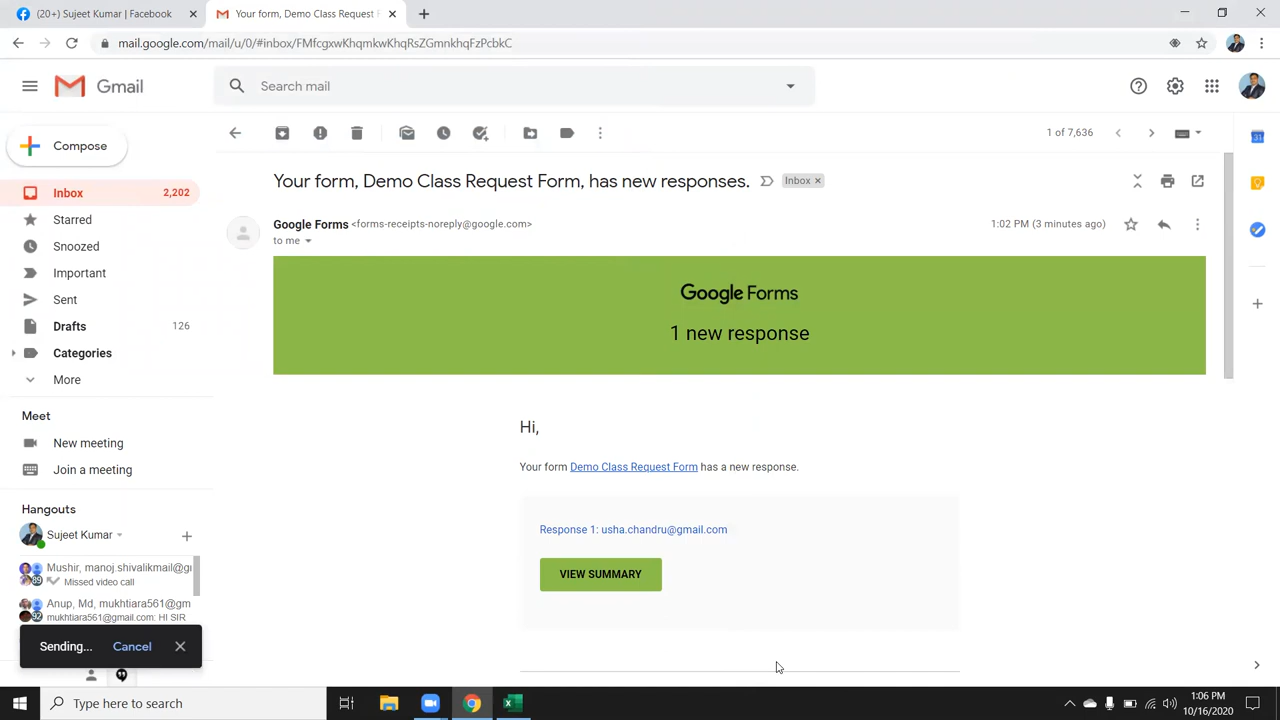 (20+) Sujeet Kumar | Facebook
Your form, Demo Class Request F
mail.google.com/mail/u/0/#inbox/FMfcgxwKhqmkwKhqRsZGmnkhqFzPcbkC
Gmail
Search mail
Compose
1 of 7,636
31
Inbox 2,202
Starred
Snoozed
Important
Sent
Drafts 126
Categories
More
Meet
New meeting
Join a meeting
Hangouts
Sujeet Kumar
Mushir, manoj.shivalikmail@gi
89
Missed video call
Anup, Md, mukhtiara561@gm
92
mukhtiara561@gmail.com: HI SIR
Sending... Cancel
Your form, Demo Class Request Form, has new responses.
Inbox
Google Forms <forms-receipts-noreply@google.com>
1:02 PM (3 minutes ago)
to me
Google Forms
1 new response
Hi,
Your form Demo Class Request Form has a new response.
Response 1: usha.chandru@gmail.com
VIEW SUMMARY
Type here to search
1:06 PM
10/16/2020